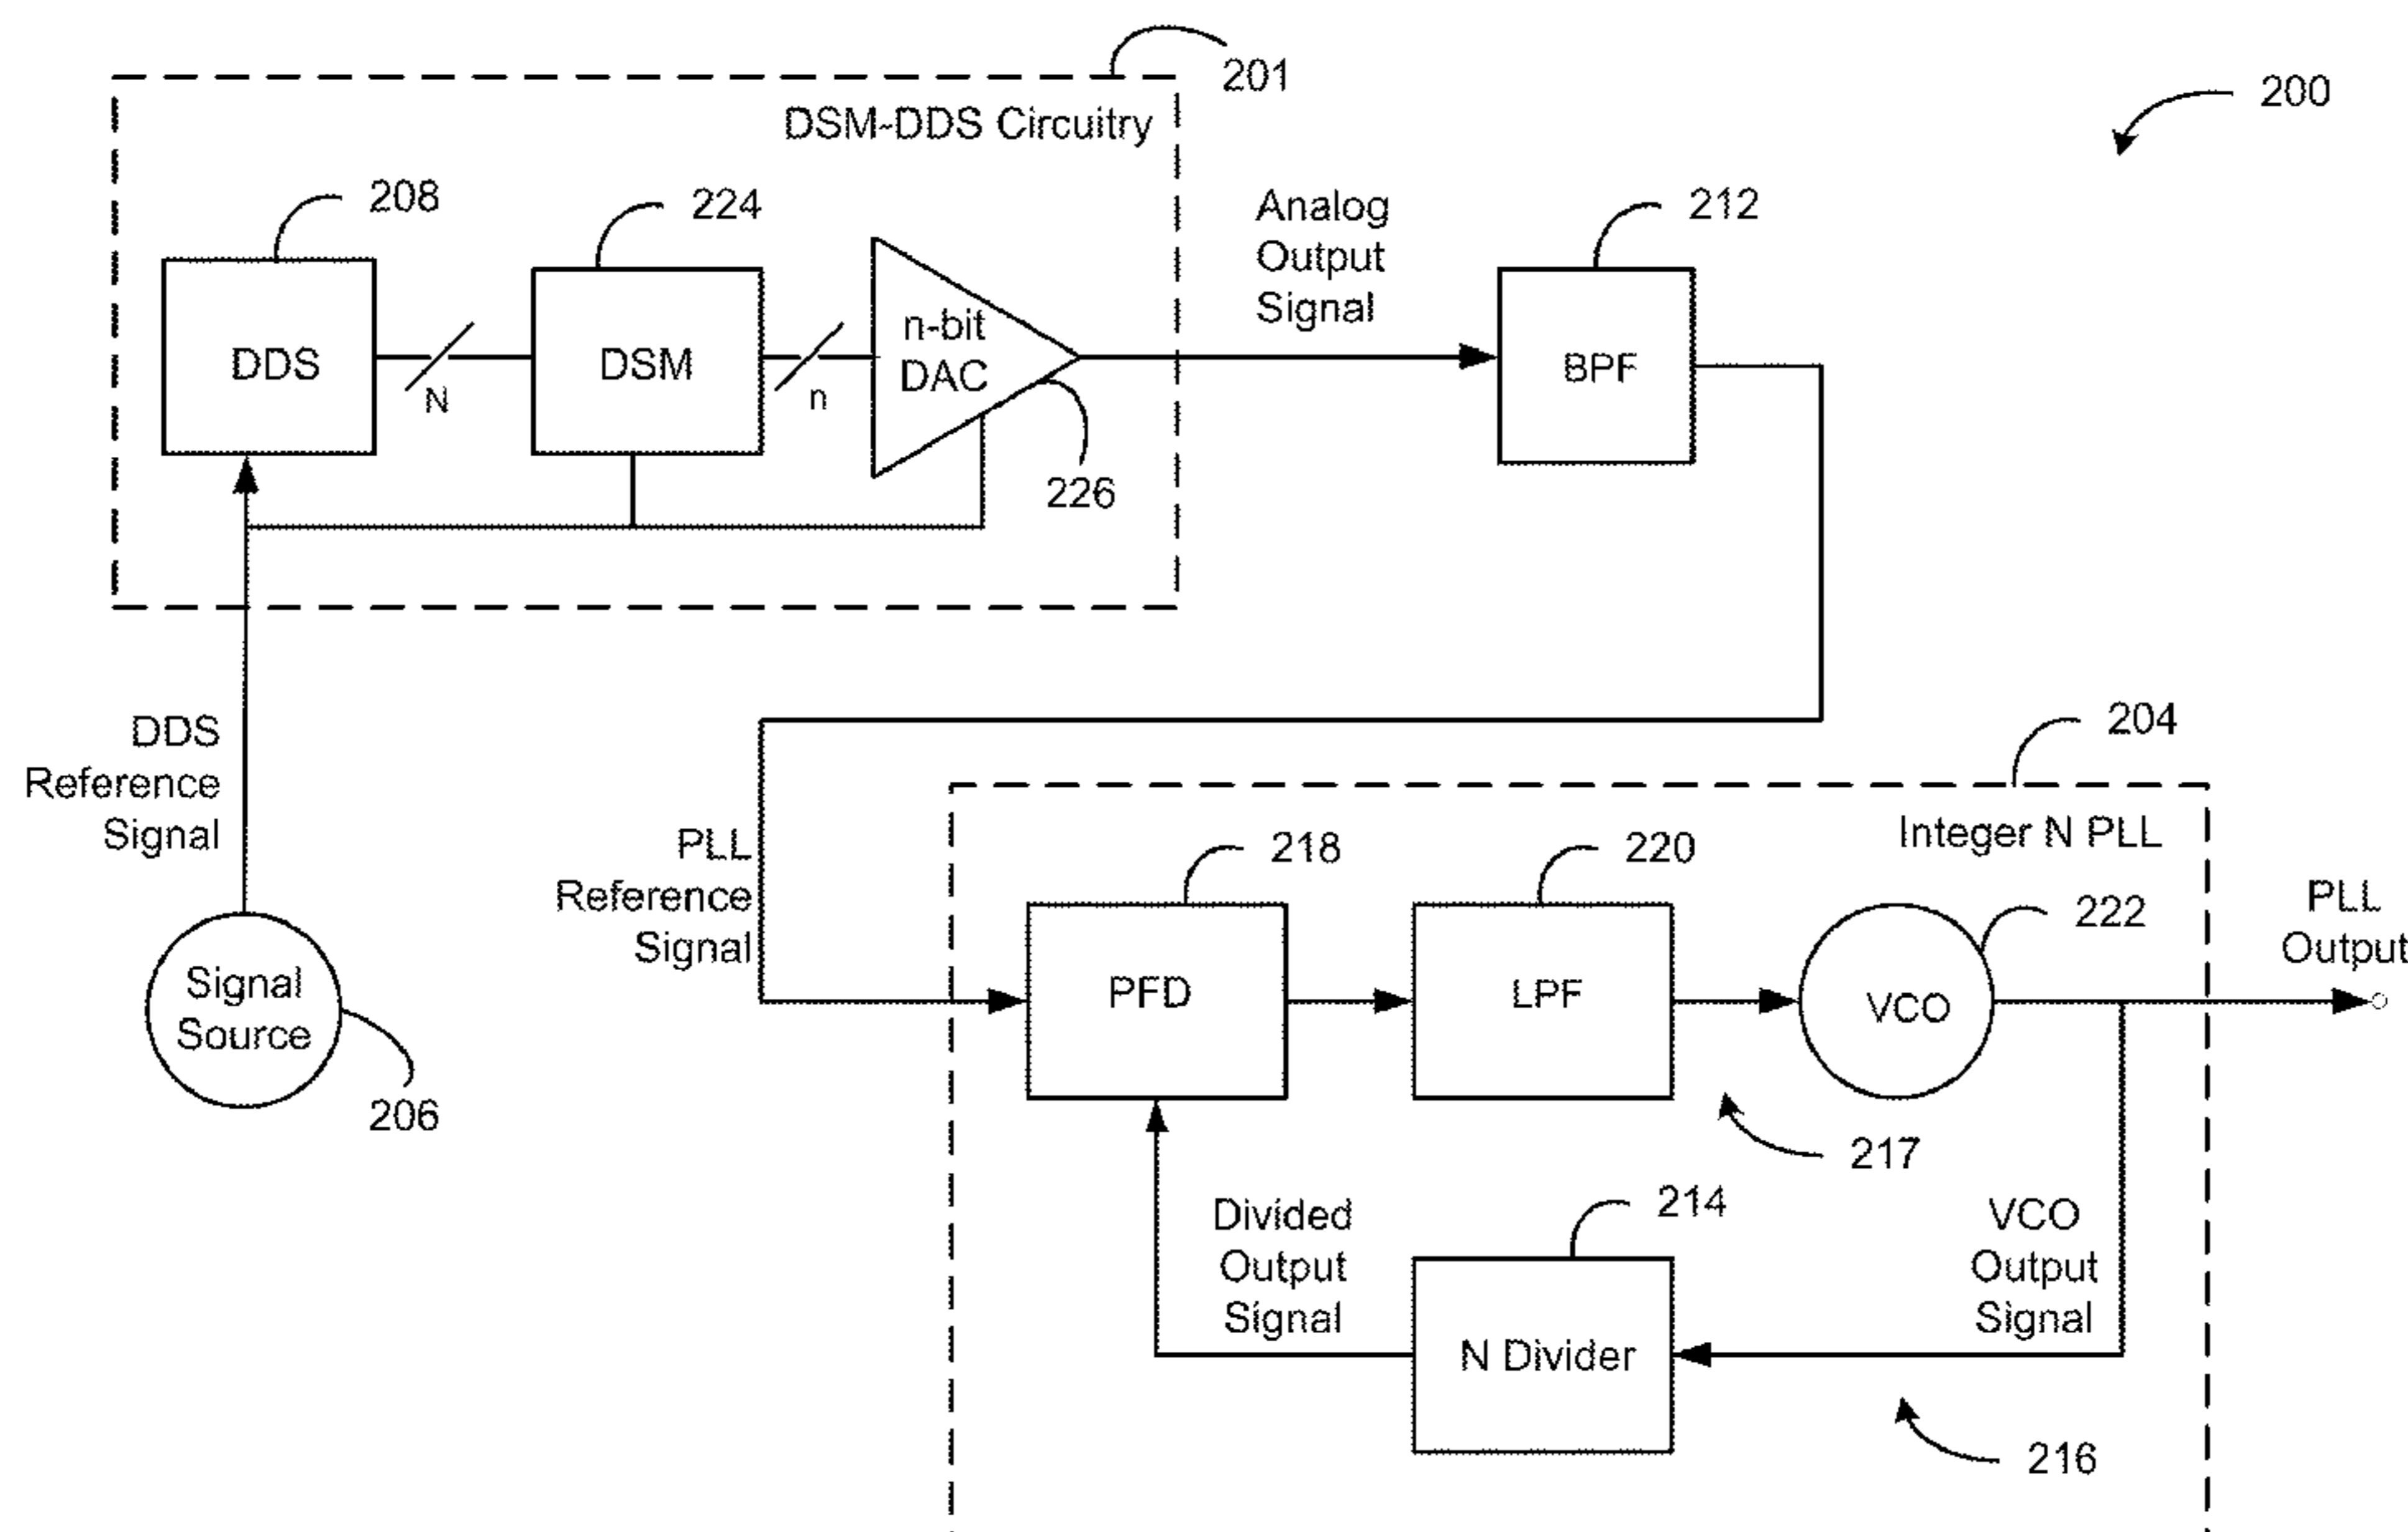 201
DSM-DDS Circuitry
200
208
224
212
Analog
Output
Signal
DDS
N
DSM
n
n-bit
DAC
226
BPF
DDS
Reference
Signal
204
Integer N PLL
PLL
Reference
Signal
218
220
222
PLL
Output
Signal
Source
206
PFD
LPF
VCO
217
Divided
Output
Signal
214
N Divider
VCO
Output
Signal
216